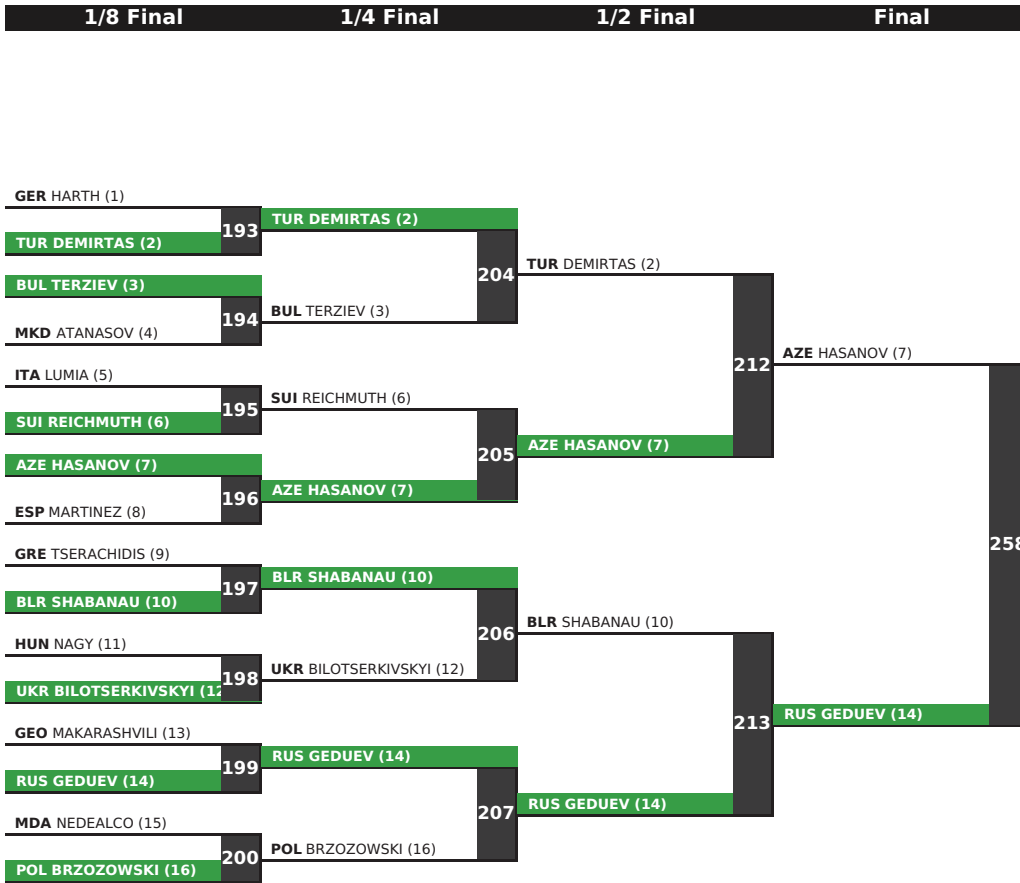 1/8 Final
1/4 Final
1/2 Final
Final
GER HARTH (1)
193
TUR DEMIRTAS (2)
BUL TERZIEV (3)
194
MKD ATANASOV (4)
ITA LUMIA (5)
195
SUI REICHMUTH (6)
AZE HASANOV (7)
196
ESP MARTINEZ (8)
GRE TSERACHIDIS (9)
197
BLR SHABANAU (10)
HUN NAGY (11)
198
UKR BILOTSERKIVSKYI (12
GEO MAKARASHVILI (13)
199
RUS GEDUEV (14)
MDA NEDEALCO (15)
200
POL BRZOZOWSKI (16)
TUR DEMIRTAS (2)
204
BUL TERZIEV (3)
SUI REICHMUTH (6)
205
AZE HASANOV (7)
BLR SHABANAU (10)
206
UKR BILOTSERKIVSKYI (12)
RUS GEDUEV (14)
207
POL BRZOZOWSKI (16)
TUR DEMIRTAS (2)
212
AZE HASANOV (7)
BLR SHABANAU (10)
213
RUS GEDUEV (14)
AZE HASANOV (7)
258
RUS GEDUEV (14)